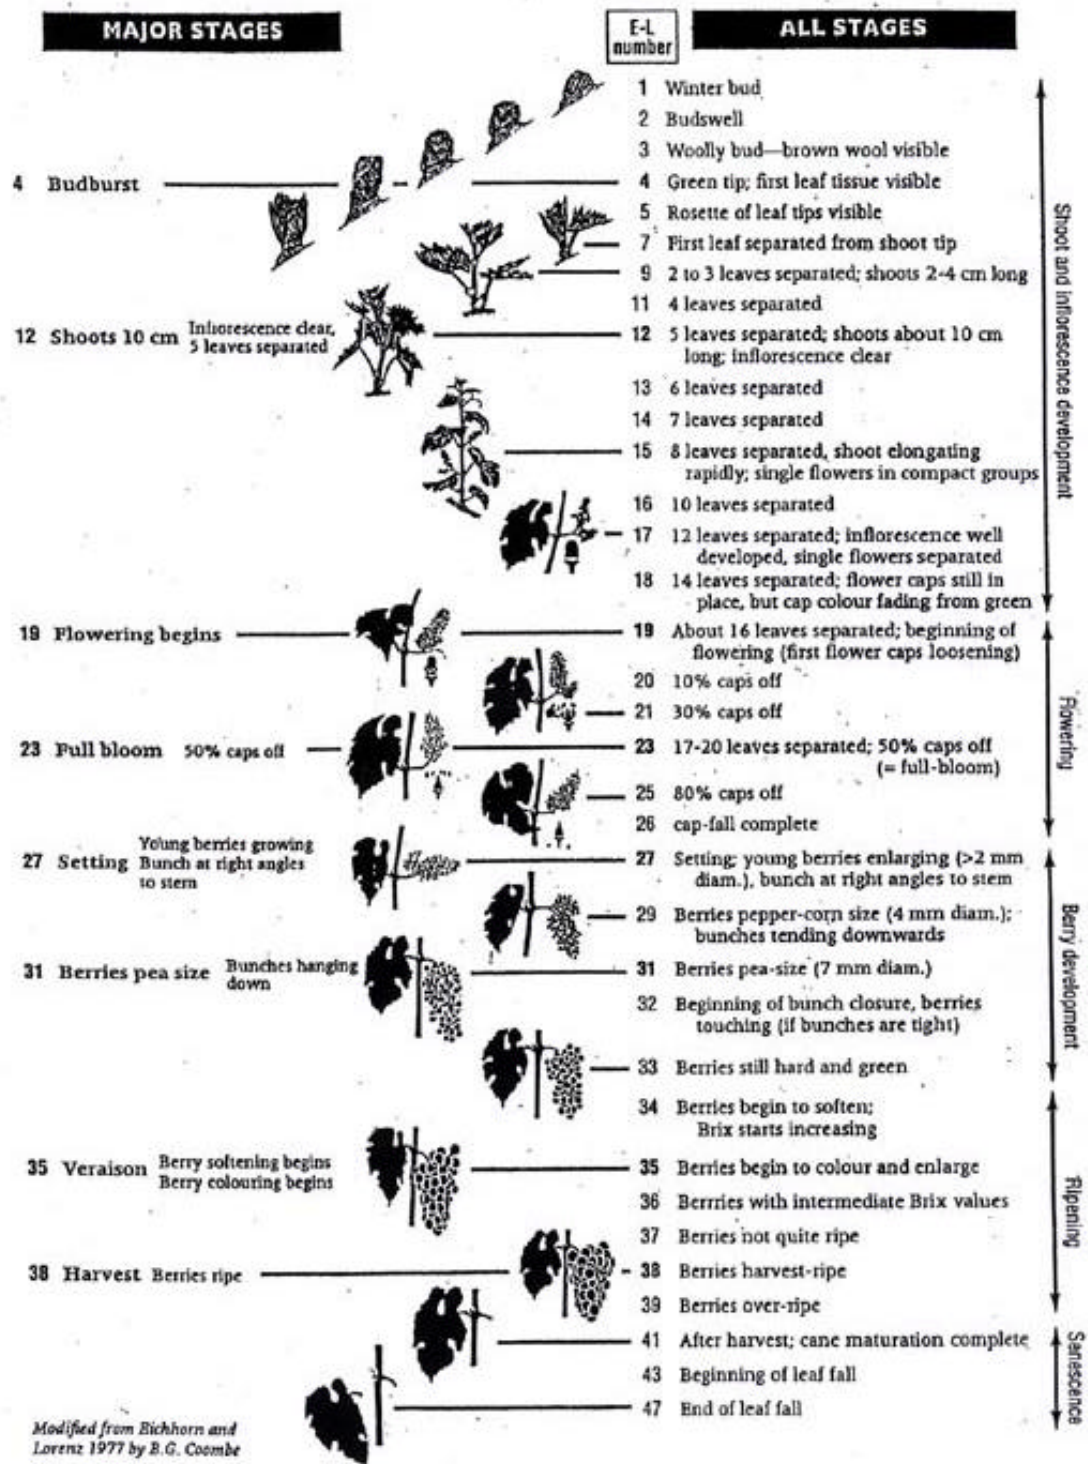 MAJOR STAGES
E-L
number
ALL STAGES
1 Winter bud
2 Budswell
3 Woolly bud—brown wool visible
4 Budburst
4 Green tip; first leaf tissue visible
5 Rosette of leaf tips visible
7 First leaf separated from shoot tip
9 2 to 3 leaves separated; shoots 2-4 cm long
11 4 leaves separated
12 Shoots 10 cm
Inflorescence clear,
5 leaves separated
12 5 leaves separated; shoots about 10 cm
long; inflorescence clear
13 6 leaves separated
14 7 leaves separated
15 8 leaves separated, shoot elongating
rapidly; single flowers in compact groups
16 10 leaves separated
17 12 leaves separated; inflorescence well
developed, single flowers separated
18 14 leaves separated; flower caps still in
place, but cap colour fading from green
Shoot and inflorescence development
19 Flowering begins
19 About 16 leaves separated; beginning of
flowering (first flower caps loosening)
20 10% caps off
21 30% caps off
23 Full bloom 50% caps off
23 17-20 leaves separated; 50% caps off
(= full-bloom)
25 80% caps off
26 cap-fall complete
Flowering
27 Setting
Young berries growing
Bunch at right angles
to stem
27 Setting; young berries enlarging (>2 mm
diam.), bunch at right angles to stem
29 Berries pepper-corn size (4 mm diam.);
bunches tending downwards
31 Berries pea size
Bunches hanging
down
31 Berries pea-size (7 mm diam.)
32 Beginning of bunch closure, berries
touching (if bunches are tight)
33 Berries still hard and green
Berry development
34 Berries begin to soften;
Brix starts increasing
35 Veraison
Berry softening begins
Berry colouring begins
35 Berries begin to colour and enlarge
36 Berrries with intermediate Brix values
37 Berries not quite ripe
38 Harvest Berries ripe
38 Berries harvest-ripe
39 Berries over-ripe
Ripening
41 After harvest; cane maturation complete
43 Beginning of leaf fall
47 End of leaf fall
Senescence
Modified from Eichhorn and
Lorenz 1977 by B.G. Coombe